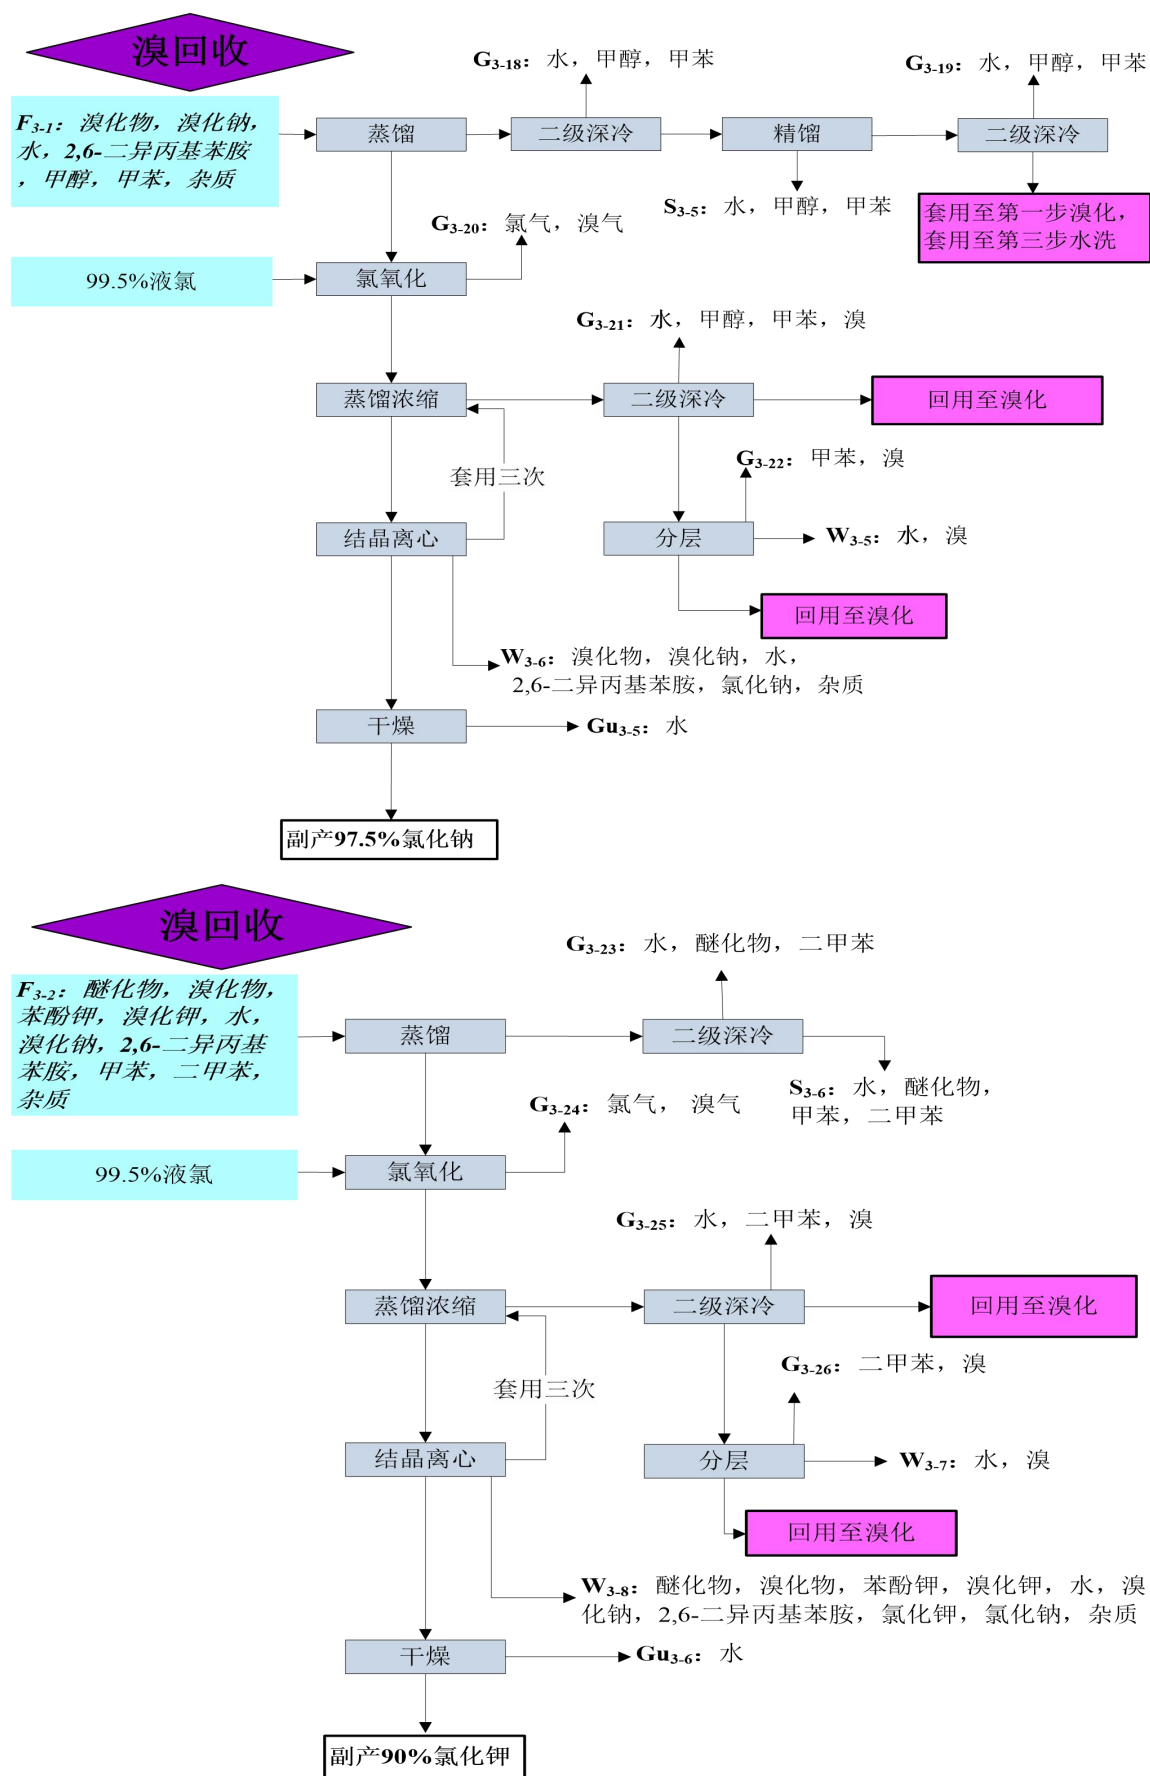 溴回收
G3-18：水，甲醇，甲苯
G3-19：水，甲醇，甲苯
F3-1：溴化物，溴化钠，
水，2,6-二异丙基苯胺
，甲醇，甲苯，杂质
蒸馏
二级深冷
精馏
二级深冷
S3-5：水，甲醇，甲苯
套用至第一步溴化，
套用至第三步水洗
G3-20：氯气，溴气
99.5%液氯
氯氧化
G3-21：水，甲醇，甲苯，溴
蒸馏浓缩
二级深冷
回用至溴化
套用三次
G3-22：甲苯，溴
结晶离心
分层
W3-5：水，溴
回用至溴化
W3-6：溴化物，溴化钠，水，
2,6-二异丙基苯胺，氯化钠，杂质
干燥
Gu3-5：水
副产97.5%氯化钠
溴回收
G3-23：水，醚化物，二甲苯
F3-2：醚化物，溴化物，
苯酚钾，溴化钾，水，
溴化钠，2,6-二异丙基
苯胺，甲苯，二甲苯，
杂质
蒸馏
二级深冷
S3-6：水，醚化物，
甲苯，二甲苯
G3-24：氯气，溴气
99.5%液氯
氯氧化
G3-25：水，二甲苯，溴
蒸馏浓缩
二级深冷
回用至溴化
套用三次
G3-26：二甲苯，溴
结晶离心
分层
W3-7：水，溴
回用至溴化
W3-8：醚化物，溴化物，苯酚钾，溴化钾，水，溴
化钠，2,6-二异丙基苯胺，氯化钾，氯化钠，杂质
干燥
Gu3-6：水
副产90%氯化钾